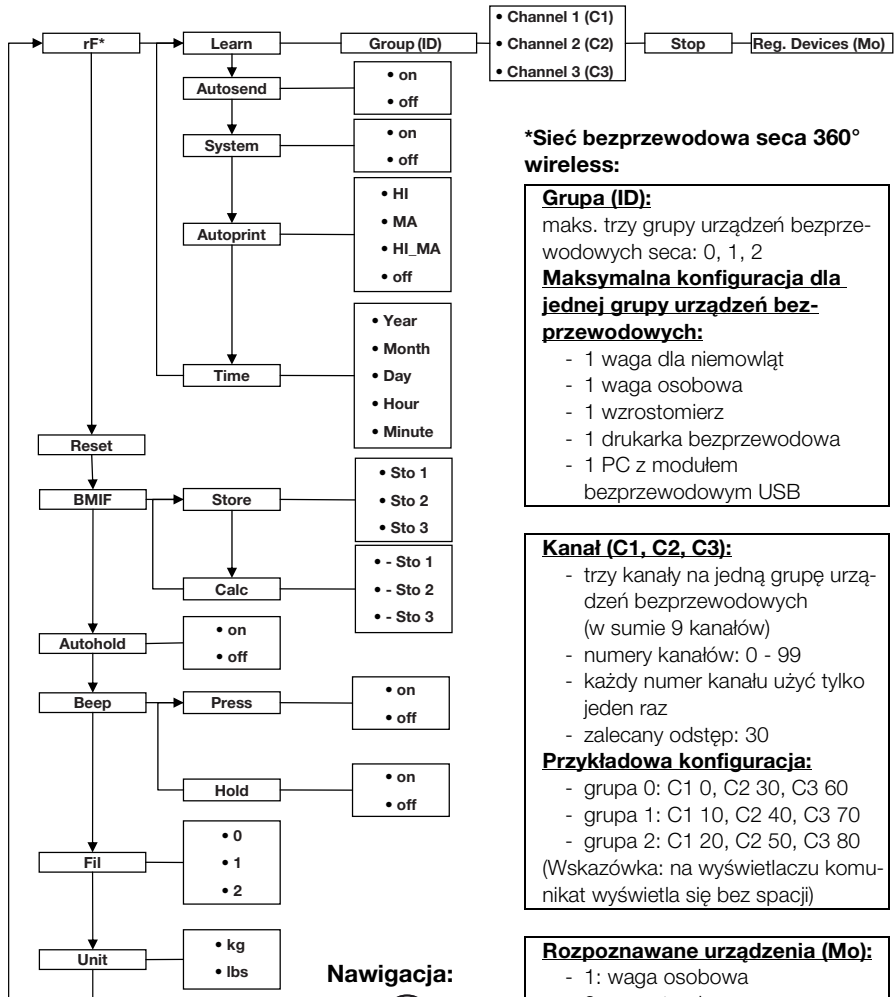 rF*
Learn
Group (ID)
• Channel 1 (C1)
• Channel 2 (C2)
• Channel 3 (C3)
Stop
Reg. Devices (Mo)
Autosend
• on
• off
System
• on
• off
Autoprint
• HI
• MA
• HI_MA
• off
Time
• Year
• Month
• Day
• Hour
• Minute
Reset
BMIF
Store
• Sto 1
• Sto 2
• Sto 3
Calc
• - Sto 1
• - Sto 2
• - Sto 3
Autohold
• on
• off
Beep
Press
• on
• off
Hold
• on
• off
Fil
• 0
• 1
• 2
Unit
• kg
• lbs
Nawigacja:
*Sieć bezprzewodowa seca 360°
wireless:
Grupa (ID):
maks. trzy grupy urządzeń bezprze-
wodowych seca: 0, 1, 2
Maksymalna konfiguracja dla
jednej grupy urządzeń bez-
przewodowych:
- 1 waga dla niemowląt
- 1 waga osobowa
- 1 wzrostomierz
- 1 drukarka bezprzewodowa
- 1 PC z modułem
bezprzewodowym USB
Kanał (C1, C2, C3):
- trzy kanały na jedną grupę urzą-
dzeń bezprzewodowych
(w sumie 9 kanałów)
- numery kanałów: 0 - 99
- każdy numer kanału użyć tylko
jeden raz
- zalecany odstęp: 30
Przykładowa konfiguracja:
- grupa 0: C1 0, C2 30, C3 60
- grupa 1: C1 10, C2 40, C3 70
- grupa 2: C1 20, C2 50, C3 80
(Wskazówka: na wyświetlaczu komu-
nikat wyświetla się bez spacji)
Rozpoznawane urządzenia (Mo):
- 1: waga osobowa